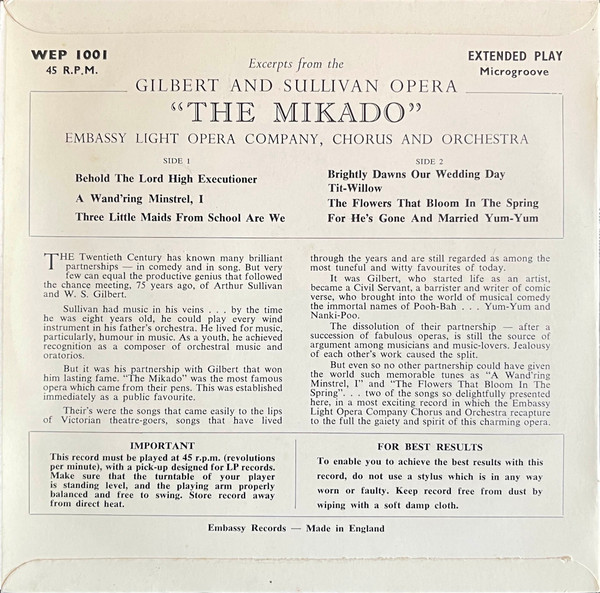 WEP 1001
45 R.P.M.
EXTENDED PLAY
Microgroove
Excerpts from the
GILBERT AND SULLIVAN OPERA
"THE MIKADO"
EMBASSY LIGHT OPERA COMPANY, CHORUS AND ORCHESTRA
SIDE 1
Behold The Lord High Executioner
A Wand'ring Minstrel, I
Three Little Maids From School Are We
SIDE 2
Brightly Dawns Our Wedding Day
Tit-Willow
The Flowers That Bloom In The Spring
For He's Gone And Married Yum-Yum
THE Twentieth Century has known many brilliant
partnerships — in comedy and in song. But very
few can equal the productive genius that followed
the chance meeting, 75 years ago, of Arthur Sullivan
and W. S. Gilbert.
Sullivan had music in his veins . . . by the time
he was eight years old, he could play every wind
instrument in his father's orchestra. He lived for music,
particularly, humour in music. As a youth, he achieved
recognition as a composer of orchestral music and
oratorios.
But it was his partnership with Gilbert that won
him lasting fame. "The Mikado" was the most famous
opera which came from their pens. This was established
immediately as a public favourite.
Their's were the songs that came easily to the lips
of Victorian theatre-goers, songs that have lived
through the years and are still regarded as among the
most tuneful and witty favourites of today.
It was Gilbert, who started life as an artist,
became a Civil Servant, a barrister and writer of comic
verse, who brought into the world of musical comedy
the immortal names of Pooh-Bah . . . Yum-Yum and
Nanki-Poo.
The dissolution of their partnership — after a
succession of fabulous operas, is still the source of
argument among musicians and music-lovers. Jealousy
of each other's work caused the split.
But even so no other partnership could have given
the world such memorable tunes as "A Wand'ring
Minstrel, I" and "The Flowers That Bloom In The
Spring". . . two of the songs so delightfully presented
here, in a most exciting record in which the Embassy
Light Opera Company Chorus and Orchestra recapture
to the full the gaiety and spirit of this charming opera.
IMPORTANT
This record must be played at 45 r.p.m. (revolutions
per minute), with a pick-up designed for LP records.
Make sure that the turntable of your player
is standing level, and the playing arm properly
balanced and free to swing. Store record away
from direct heat.
FOR BEST RESULTS
To enable you to achieve the best results with this
record, do not use a stylus which is in any way
worn or faulty. Keep record free from dust by
wiping with a soft damp cloth.
Embassy Records — Made in England